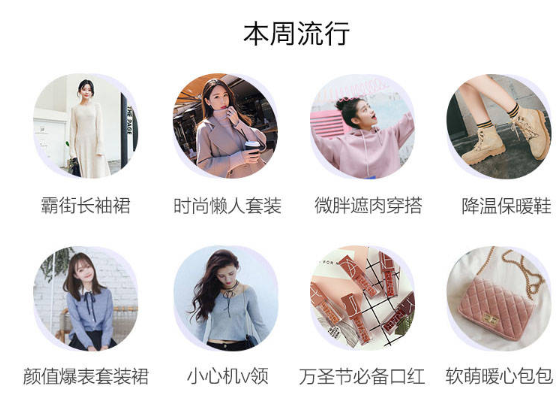 本周流行
霸街长袖裙
时尚懒人套装
微胖遮肉穿搭
降温保暖鞋
颜值爆表套装裙
小心机v领
万圣节必备口红
软萌暖心包包